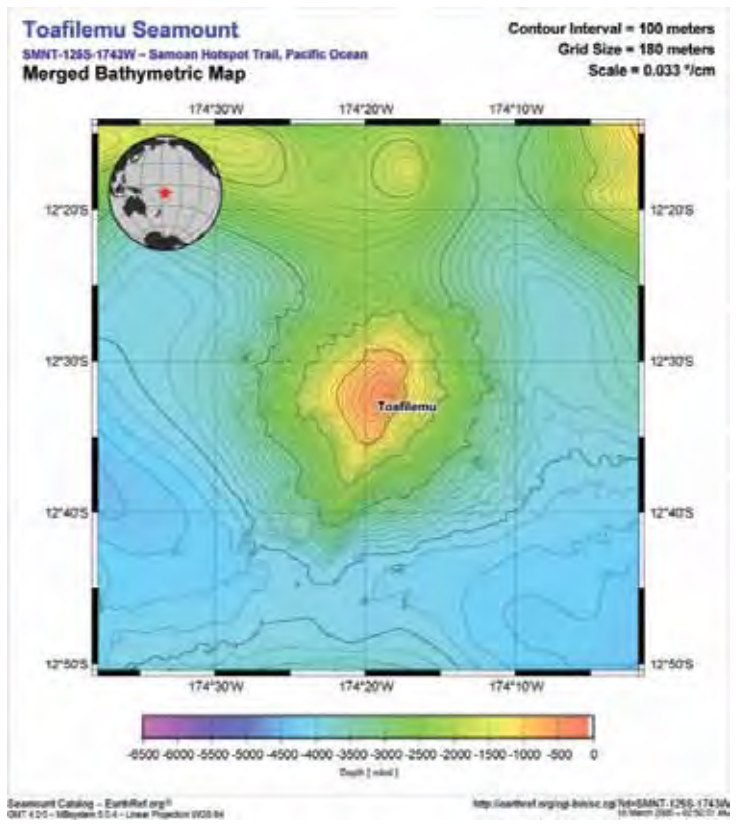 Toafilemu Seamount
SMNT-125S-1743W – Samoan Hotspot Trail, Pacific Ocean
Merged Bathymetric Map
Contour Interval = 100 meters
Grid Size = 180 meters
Scale = 0.033 °/cm
174°30'W 174°20'W 174°10'W
12°20'S 12°20'S
12°30'S 12°30'S
Toafilemu
12°40'S 12°40'S
12°50'S 12°50'S
174°30'W 174°20'W 174°10'W
-6500 -6000 -5500 -5000 -4500 -4000 -3500 -3000 -2500 -2000 -1500 -1000 -500 0
Depth [ mbsl ]
Seamount Catalog – EarthRef.org